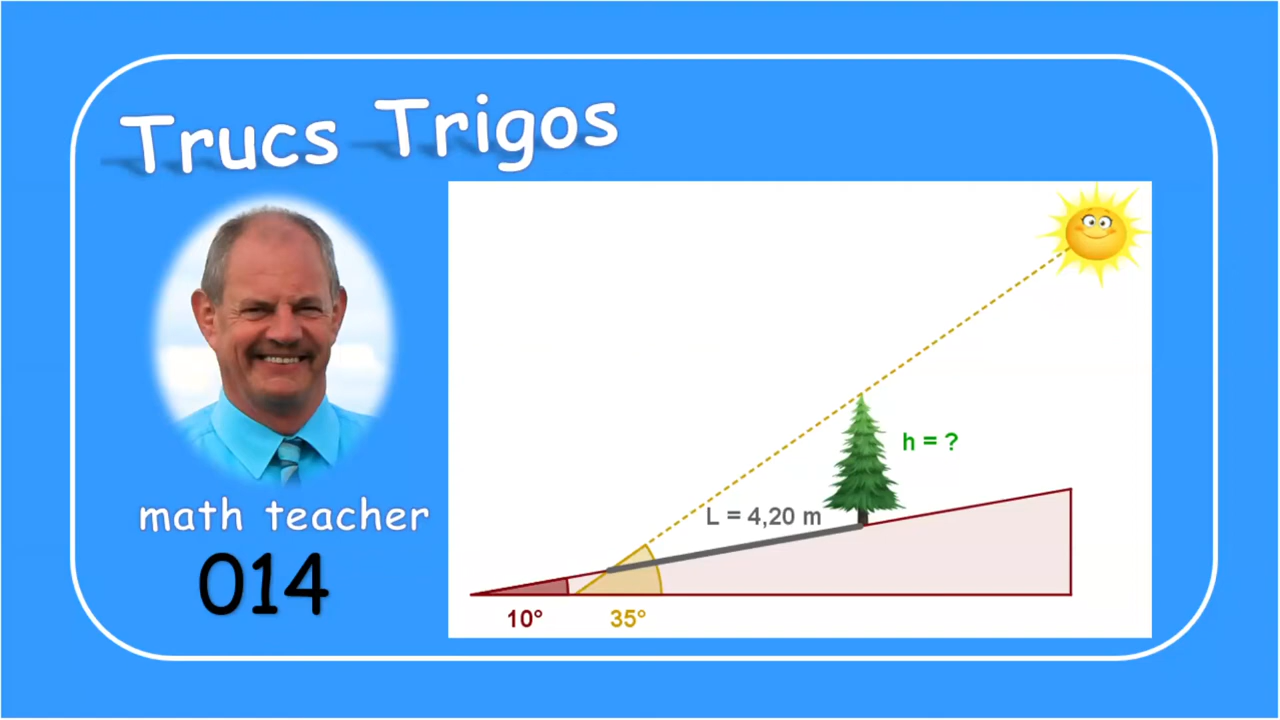 Trucs Trigos
math teacher
014
h = ?
L = 4,20 m
10°
35°